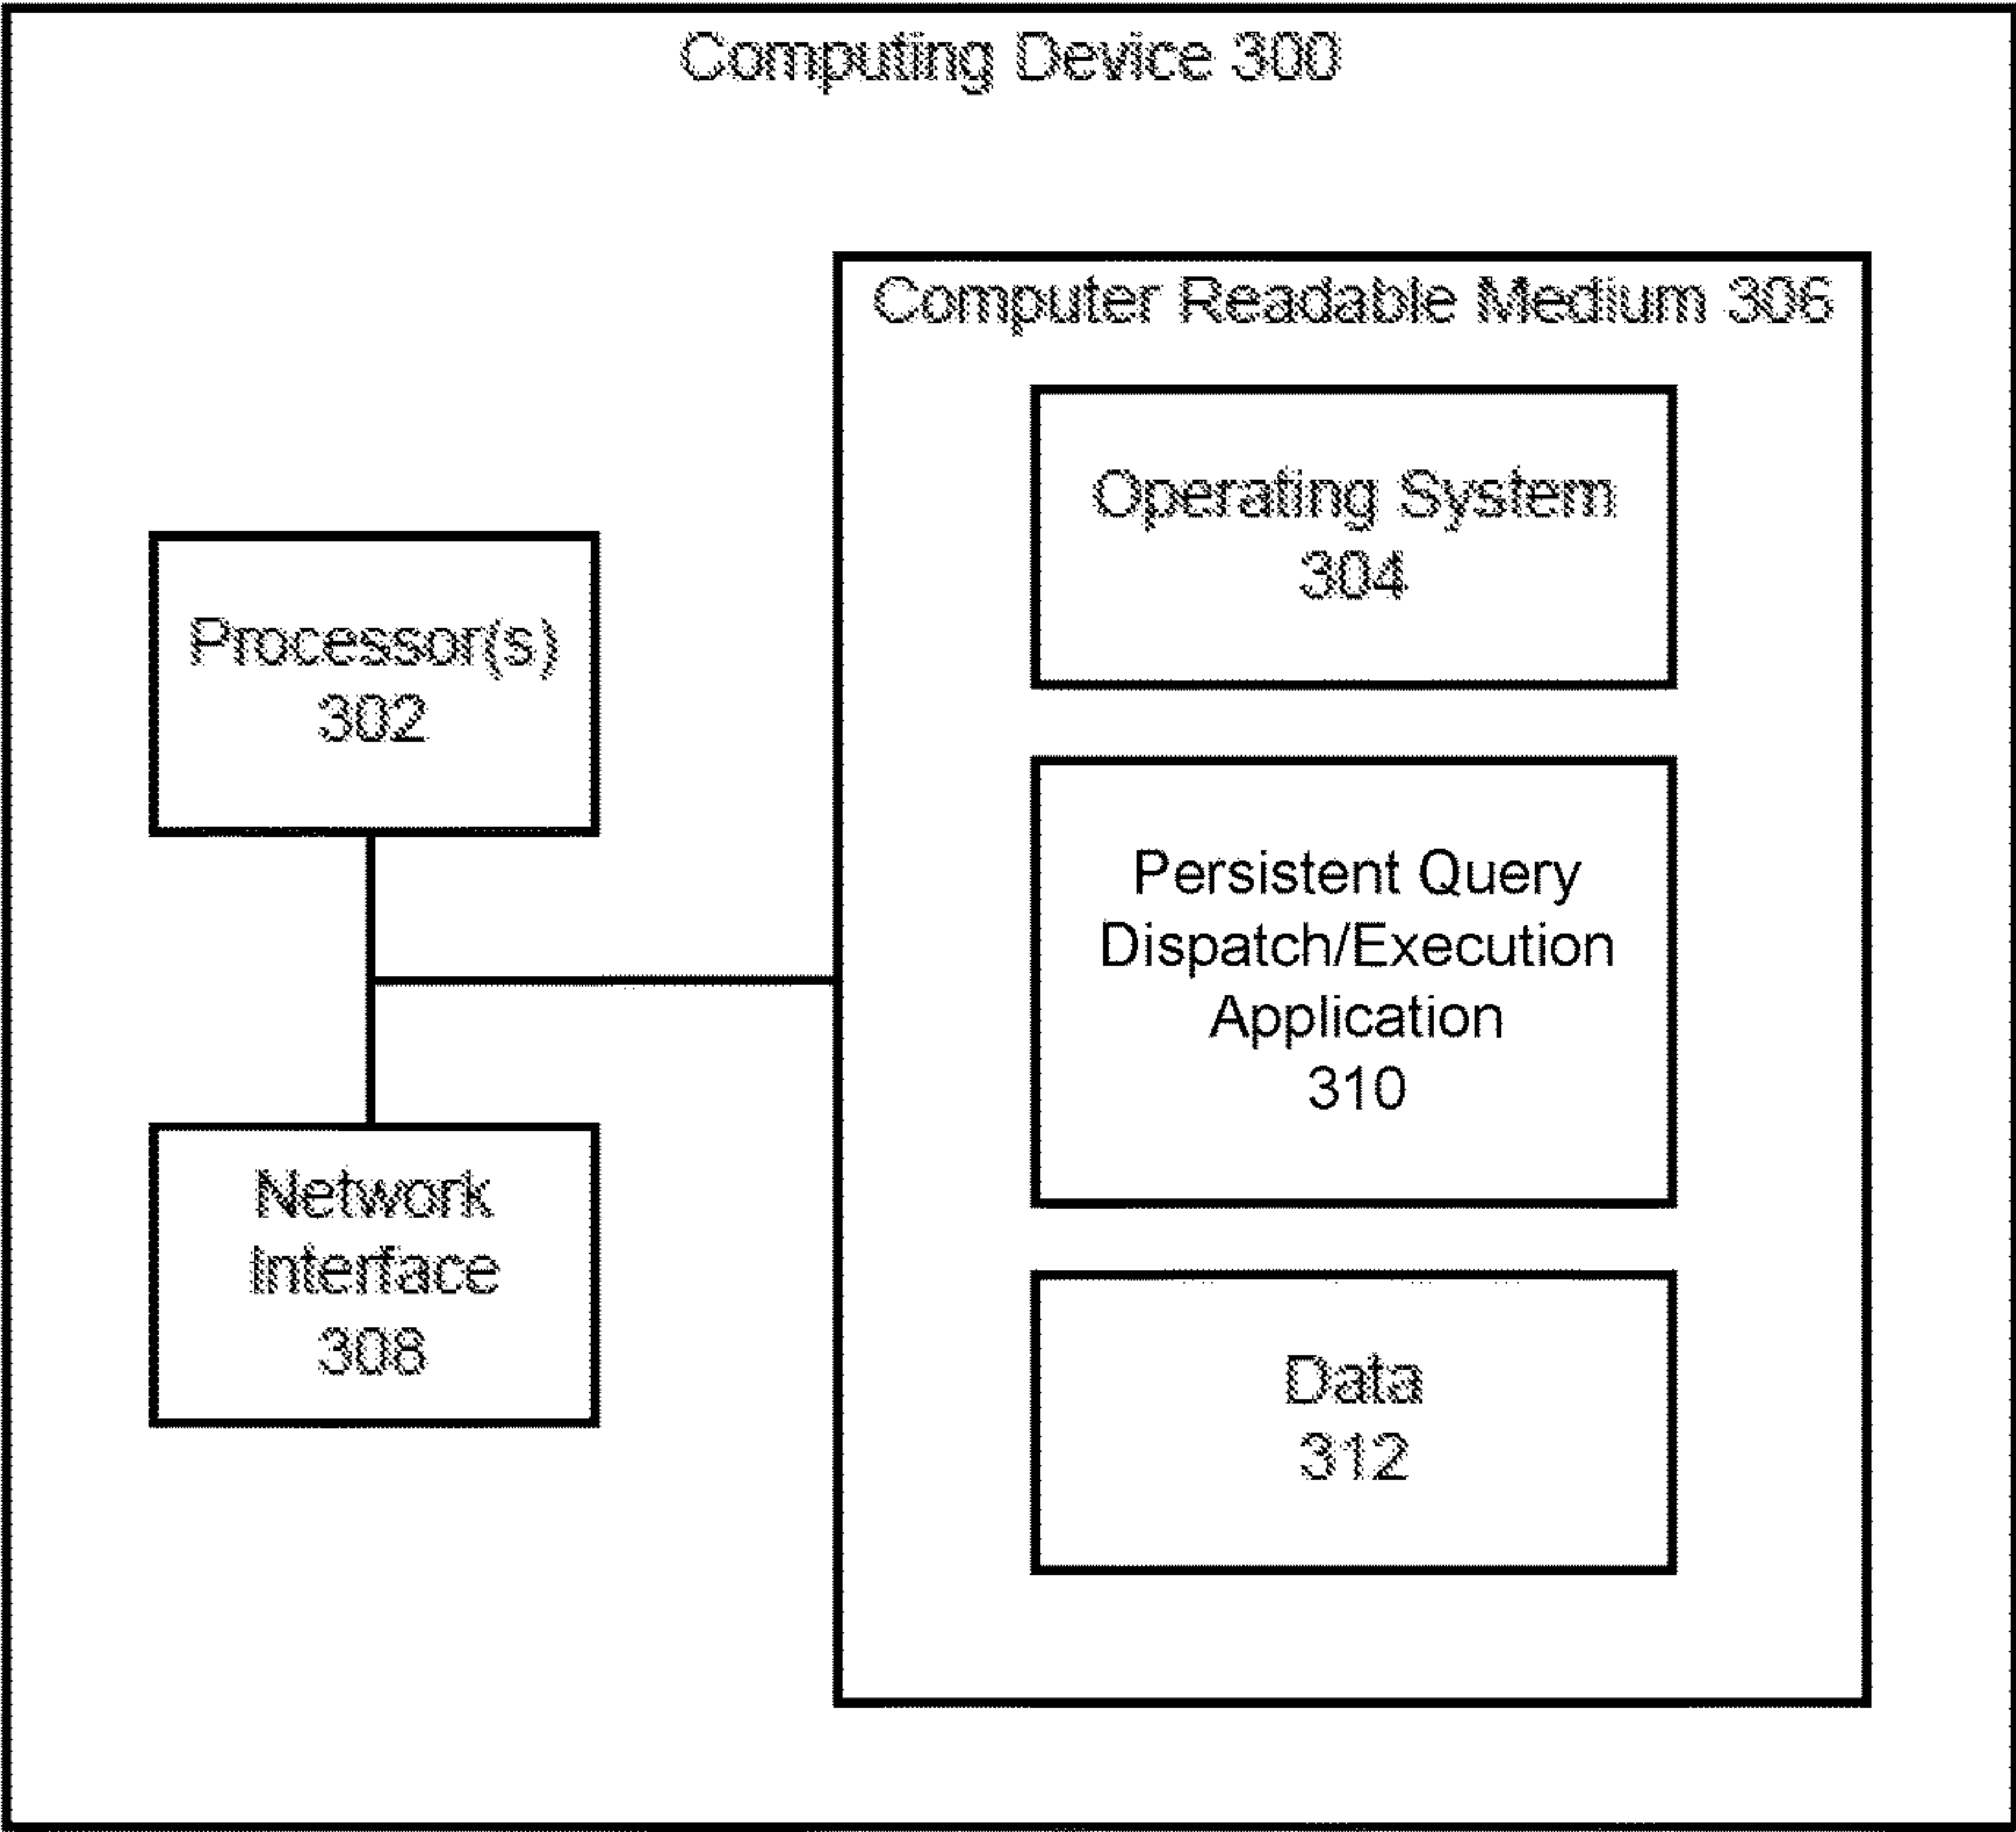 Computing Device 300
Computer Readable Medium 306
Operating System
304
Processor(s)
302
Persistent Query
Dispatch/Execution
Application
310
Network
Interface
308
Data
312